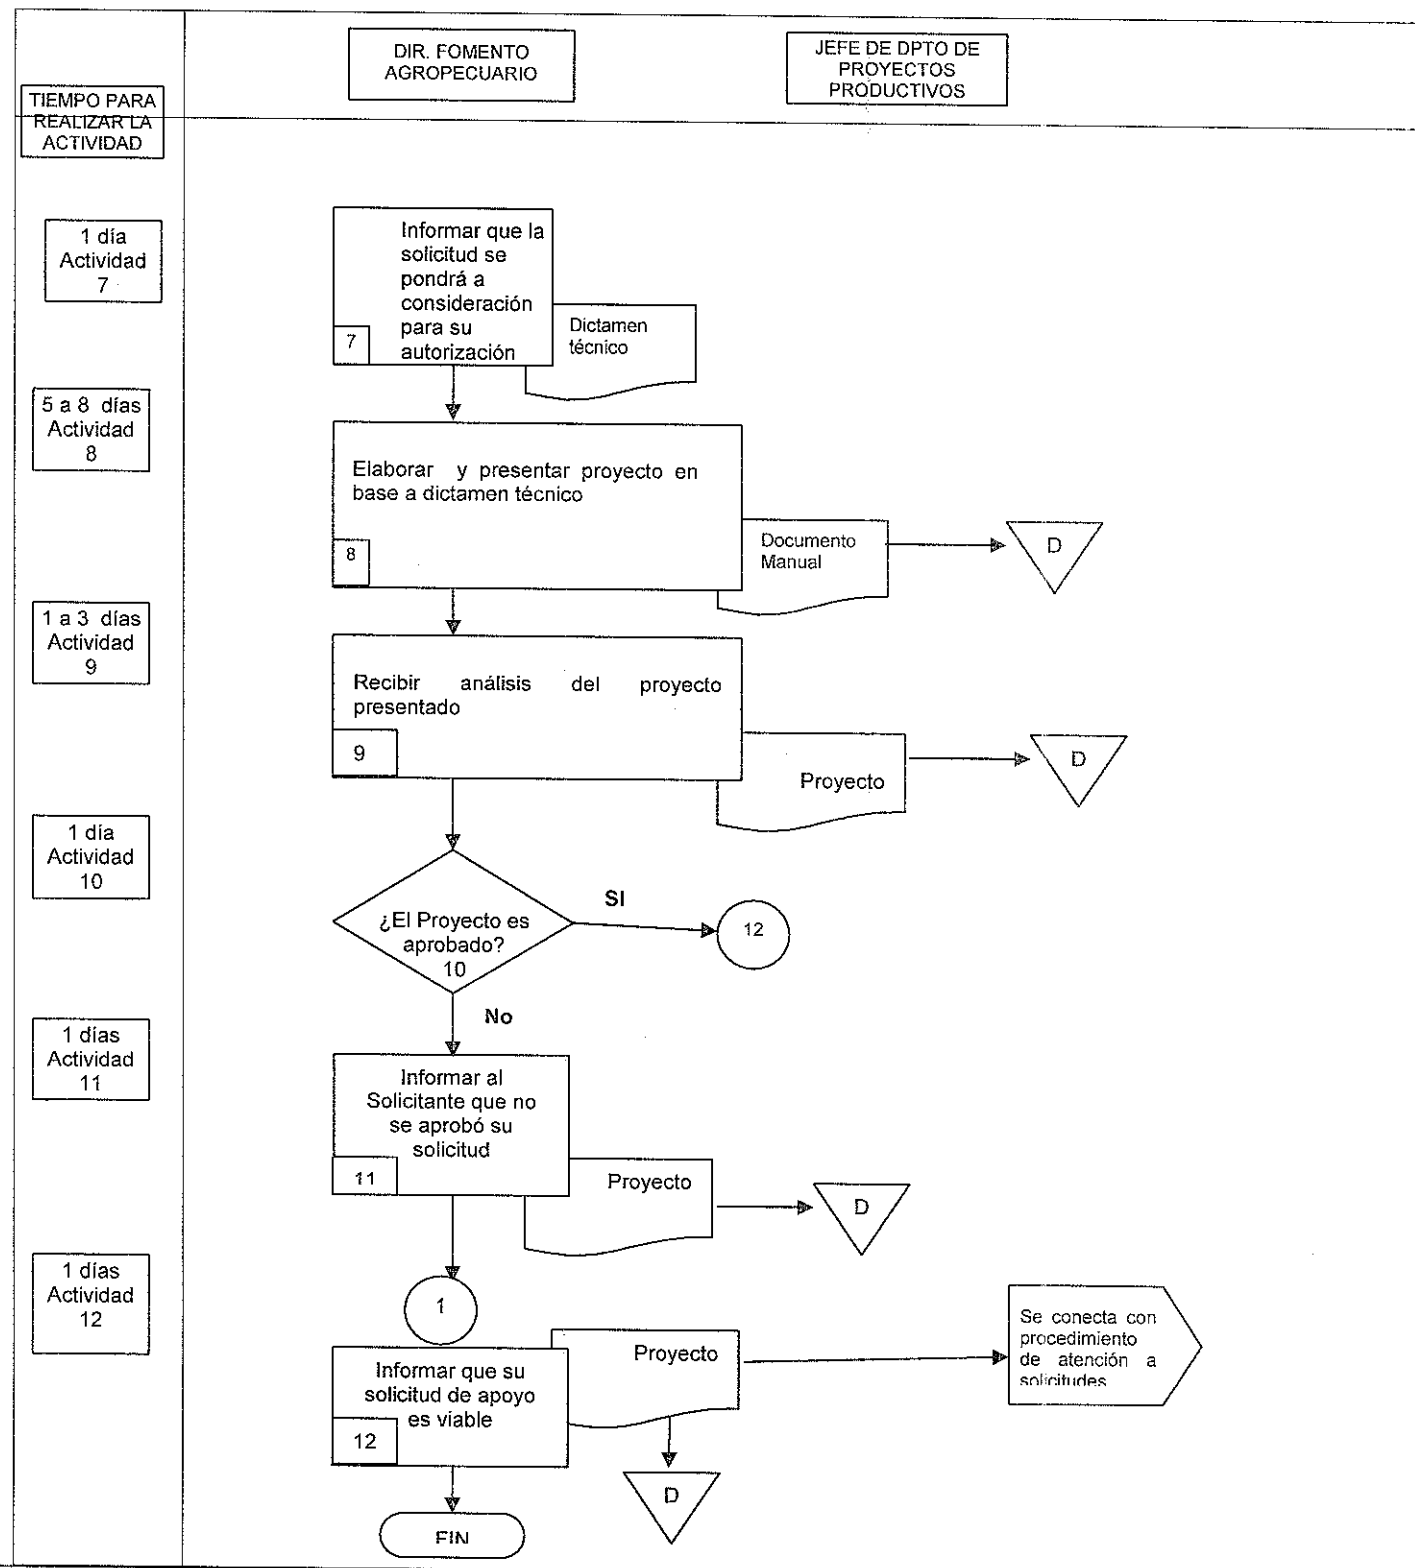 DIR. FOMENTO
AGROPECUARIO
JEFE DE DPTO DE
PROYECTOS
PRODUCTIVOS
TIEMPO PARA
REALIZAR LA
ACTIVIDAD
1 día
Actividad
7
Informar que la
solicitud se
pondrá a
consideración
para su
autorización
7
Dictamen
técnico
5 a 8 días
Actividad
8
Elaborar y presentar proyecto en
base a dictamen técnico
8
Documento
Manual
D
1 a 3 días
Actividad
9
Recibir análisis del proyecto
presentado
9
Proyecto
D
1 día
Actividad
10
¿El Proyecto es
aprobado?
10
SI
12
No
1 días
Actividad
11
Informar al
Solicitante que no
se aprobó su
solicitud
11
Proyecto
D
1
1 días
Actividad
12
Informar que su
solicitud de apoyo
es viable
12
Proyecto
Se conecta con
procedimiento
de atención a
solicitudes
D
FIN